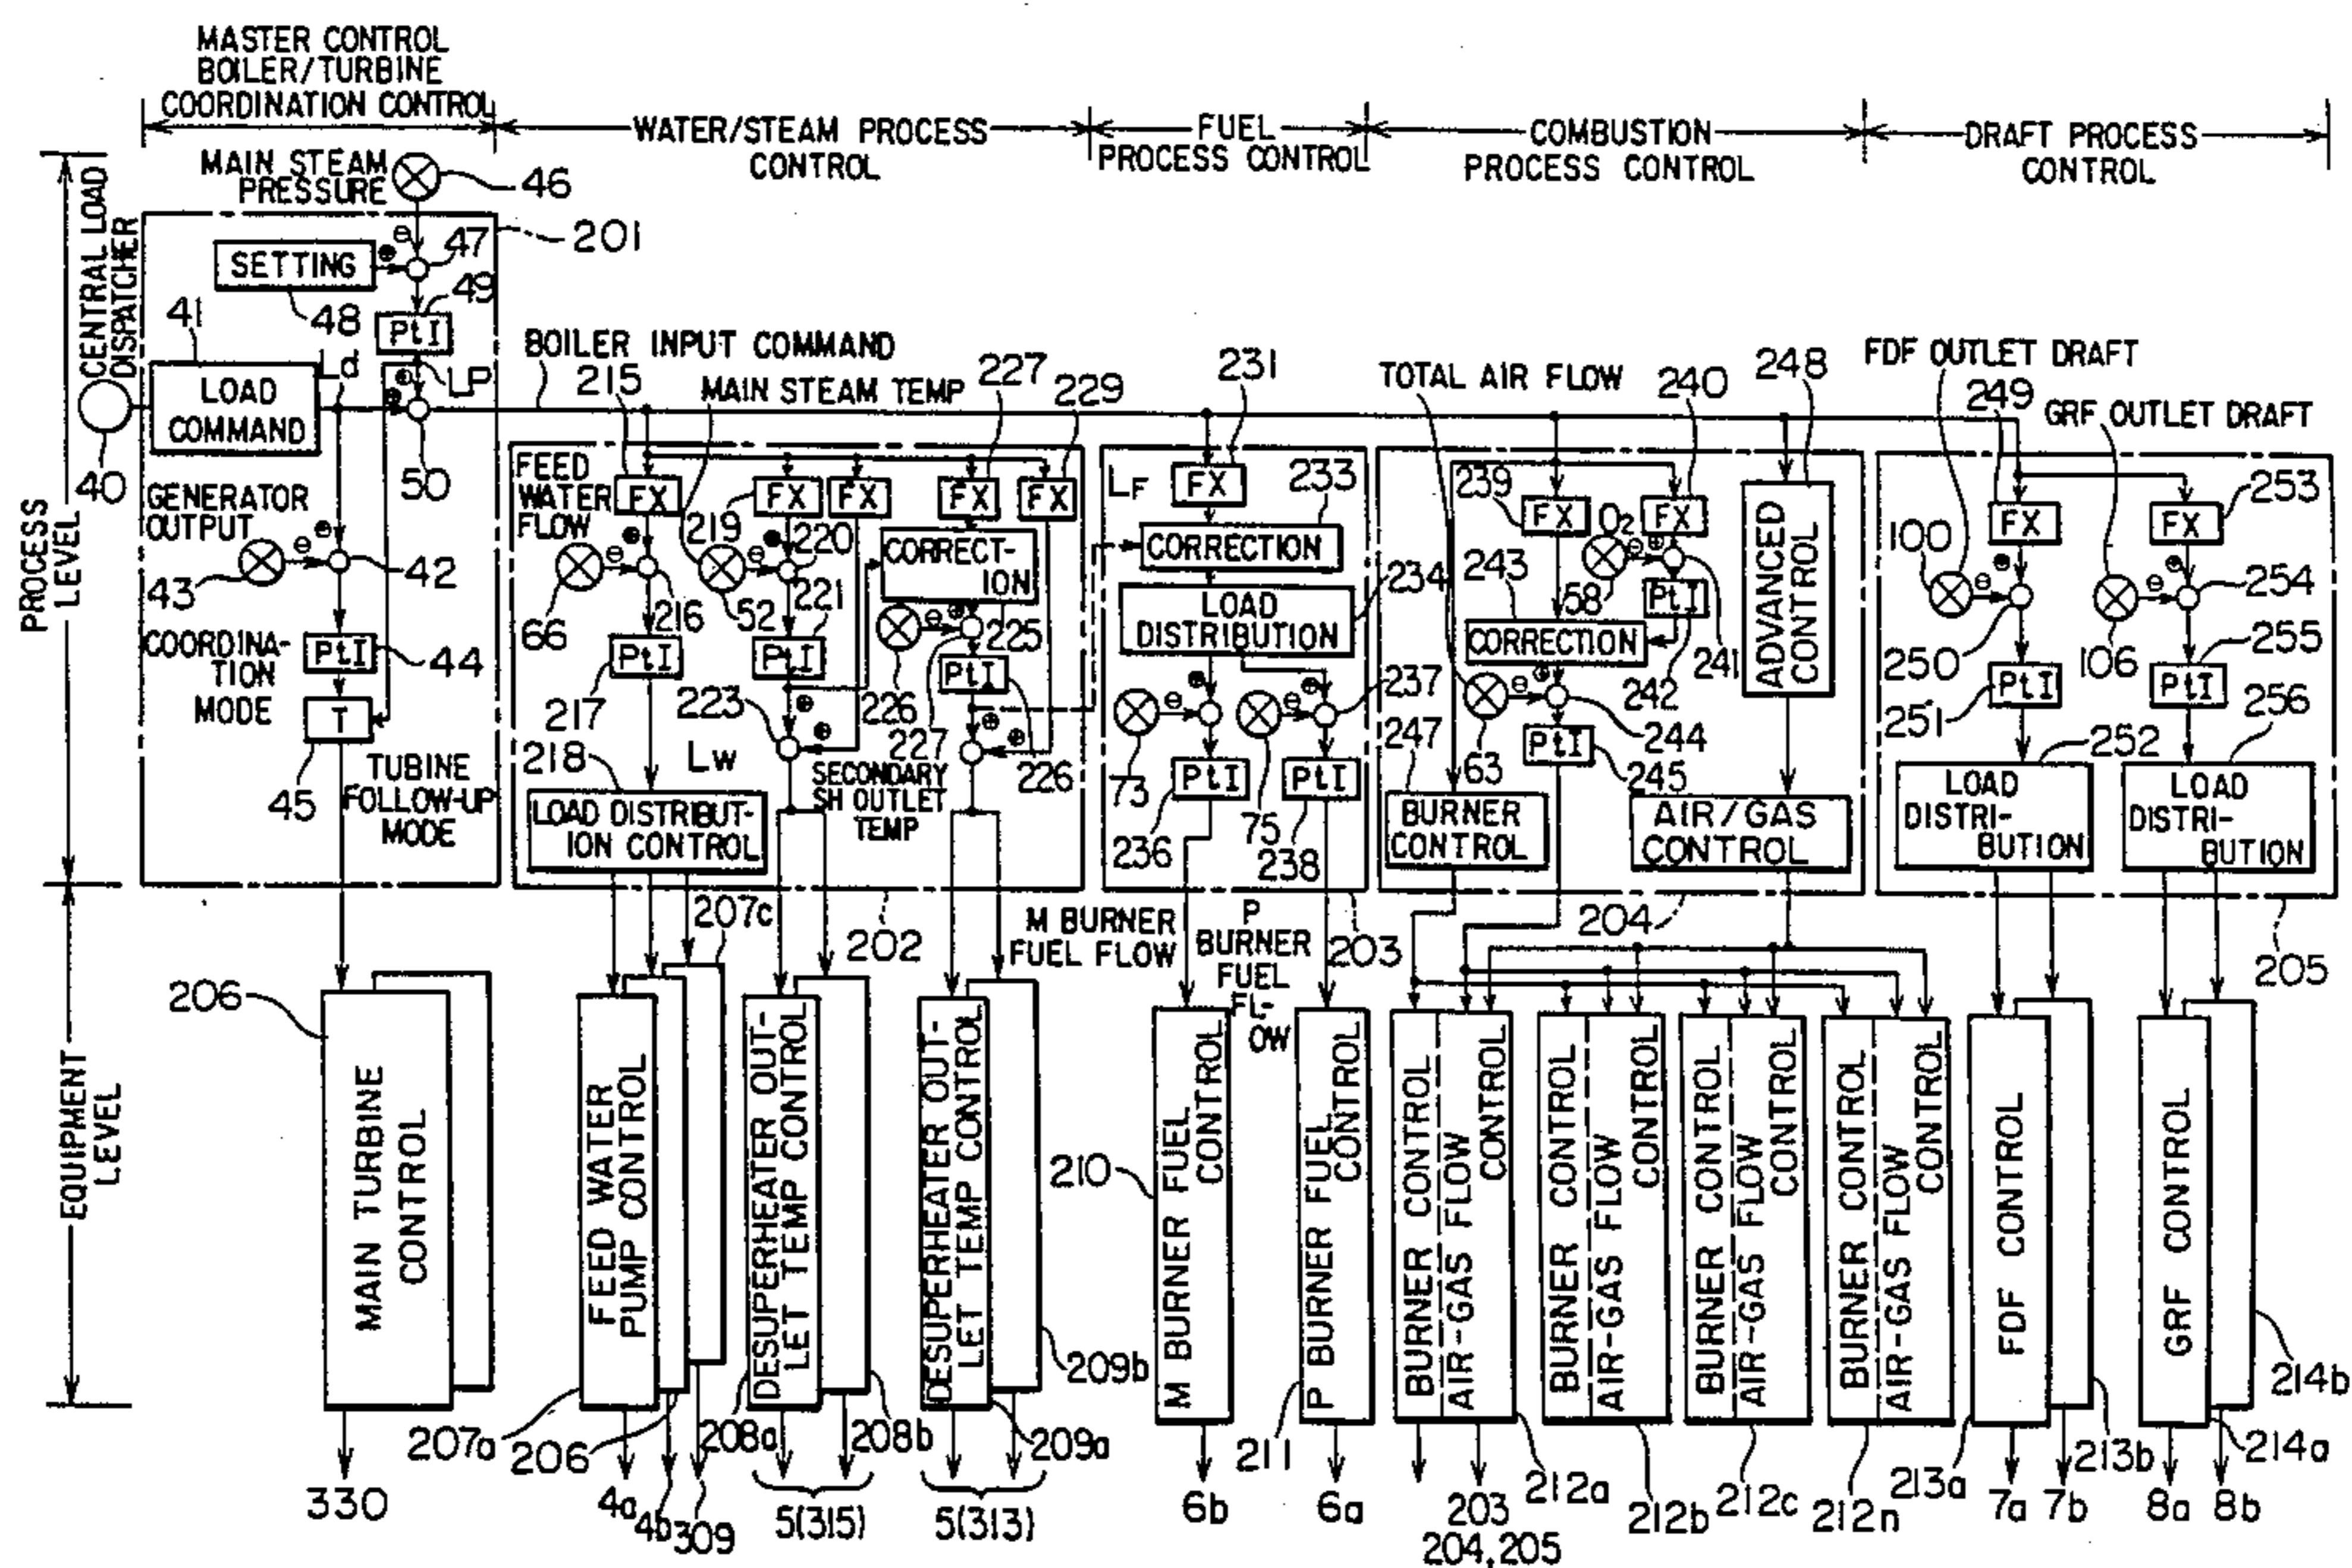 MASTER CONTROL
BOILER/TURBINE
COORDINATION CONTROL
WATER/STEAM PROCESS
CONTROL
FUEL
PROCESS CONTROL
COMBUSTION
PROCESS CONTROL
DRAFT PROCESS
CONTROL
PROCESS
LEVEL
EQUIPMENT
LEVEL
CENTRAL LOAD
DISPATCHER
40
MAIN STEAM
PRESSURE
46
201
SETTING
47
48
49
PtI
41
Ld
LP
LOAD
COMMAND
50
GENERATOR
OUTPUT
43
42
COORDINA-
TION
MODE
PtI
44
T
45
TUBINE
FOLLOW-UP
MODE
BOILER INPUT COMMAND
215
MAIN STEAM TEMP
227
229
FEED
WATER
FLOW
FX
219
FX
FX
FX
FX
220
CORRECT-
ION
66
216
52
221
225
PtI
217
PtI
226
PtI
223
227
226
218
Lw
SECONDARY
SH OUTLET
TEMP
LOAD DISTRIBUT-
ION CONTROL
202
231
LF
FX
233
CORRECTION
234
LOAD
DISTRIBUTION
237
73
75
PtI
PtI
236
238
M BURNER
FUEL FLOW
P
BURNER
FUEL
FL-
OW
203
TOTAL AIR FLOW
240
248
239
FX
O2
FX
58
241
243
PtI
CORRECTION
242
ADVANCED
CONTROL
247
63
244
PtI
245
BURNER
CONTROL
AIR/GAS
CONTROL
204
FDF OUTLET DRAFT
249
GRF OUTLET DRAFT
FX
FX
253
100
250
106
254
251
PtI
PtI
255
252
256
LOAD
DISTRI-
BUTION
LOAD
DISTRI-
BUTION
205
206
MAIN TURBINE
CONTROL
330
207c
FEED WATER
PUMP CONTROL
207a
206
4a
4b
309
DESUPERHEATER OUT-
LET TEMP CONTROL
208a
208b
5(315)
DESUPERHEATER OUT-
LET TEMP CONTROL
209b
209a
5(313)
210
M BURNER FUEL
CONTROL
6b
P BURNER FUEL
CONTROL
211
6a
BURNER CONTROL
AIR-GAS FLOW
CONTROL
212a
203
204,205
BURNER CONTROL
AIR-GAS FLOW
CONTROL
212b
BURNER CONTROL
AIR-GAS FLOW
CONTROL
212c
BURNER CONTROL
AIR-GAS FLOW
CONTROL
212n
FDF CONTROL
213a
213b
7a
7b
GRF CONTROL
214b
214a
8a
8b